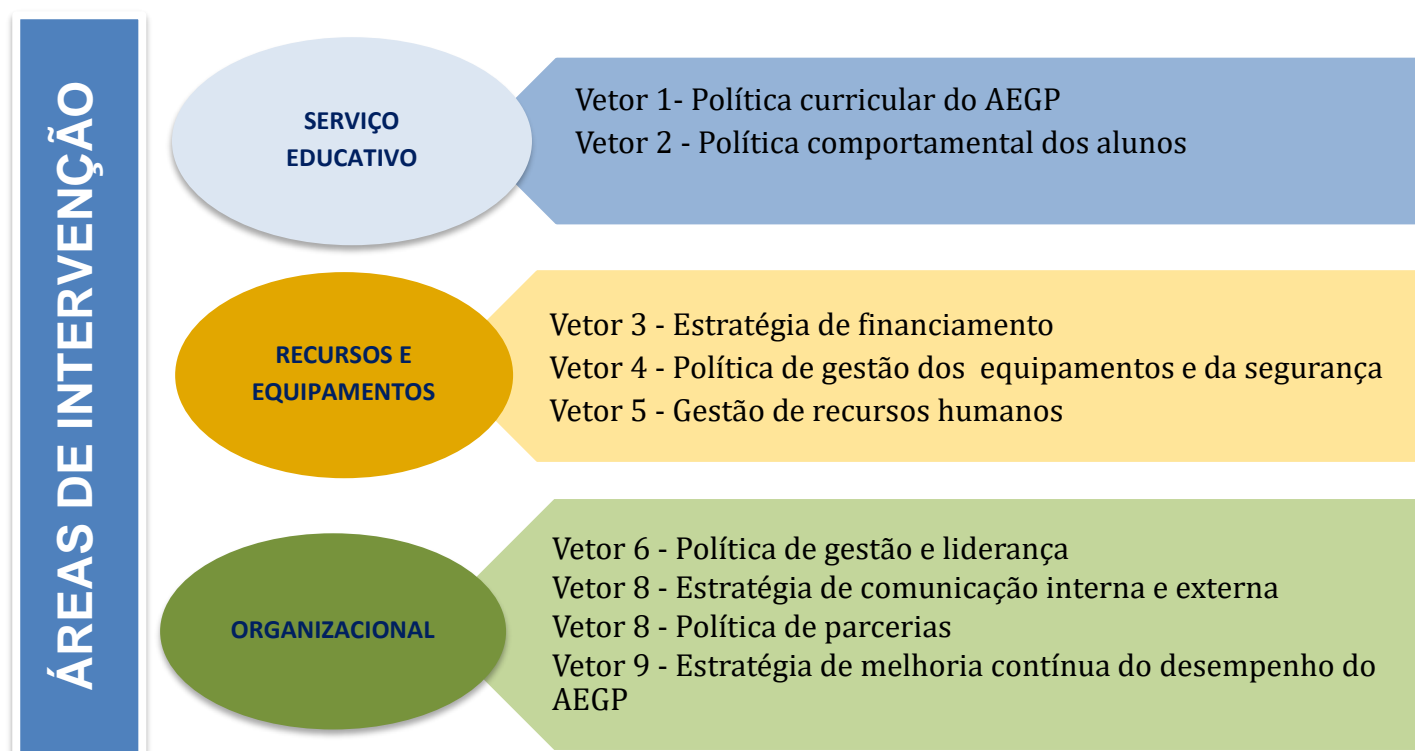 ÁREAS DE INTERVENÇÃO
SERVIÇO
EDUCATIVO
Vetor 1- Política curricular do AEGP
Vetor 2 - Política comportamental dos alunos
RECURSOS E
EQUIPAMENTOS
Vetor 3 - Estratégia de financiamento
Vetor 4 - Política de gestão dos  equipamentos e da segurança
Vetor 5 - Gestão de recursos humanos
ORGANIZACIONAL
Vetor 6 - Política de gestão e liderança
Vetor 8 - Estratégia de comunicação interna e externa
Vetor 8 - Política de parcerias
Vetor 9 - Estratégia de melhoria contínua do desempenho do
AEGP